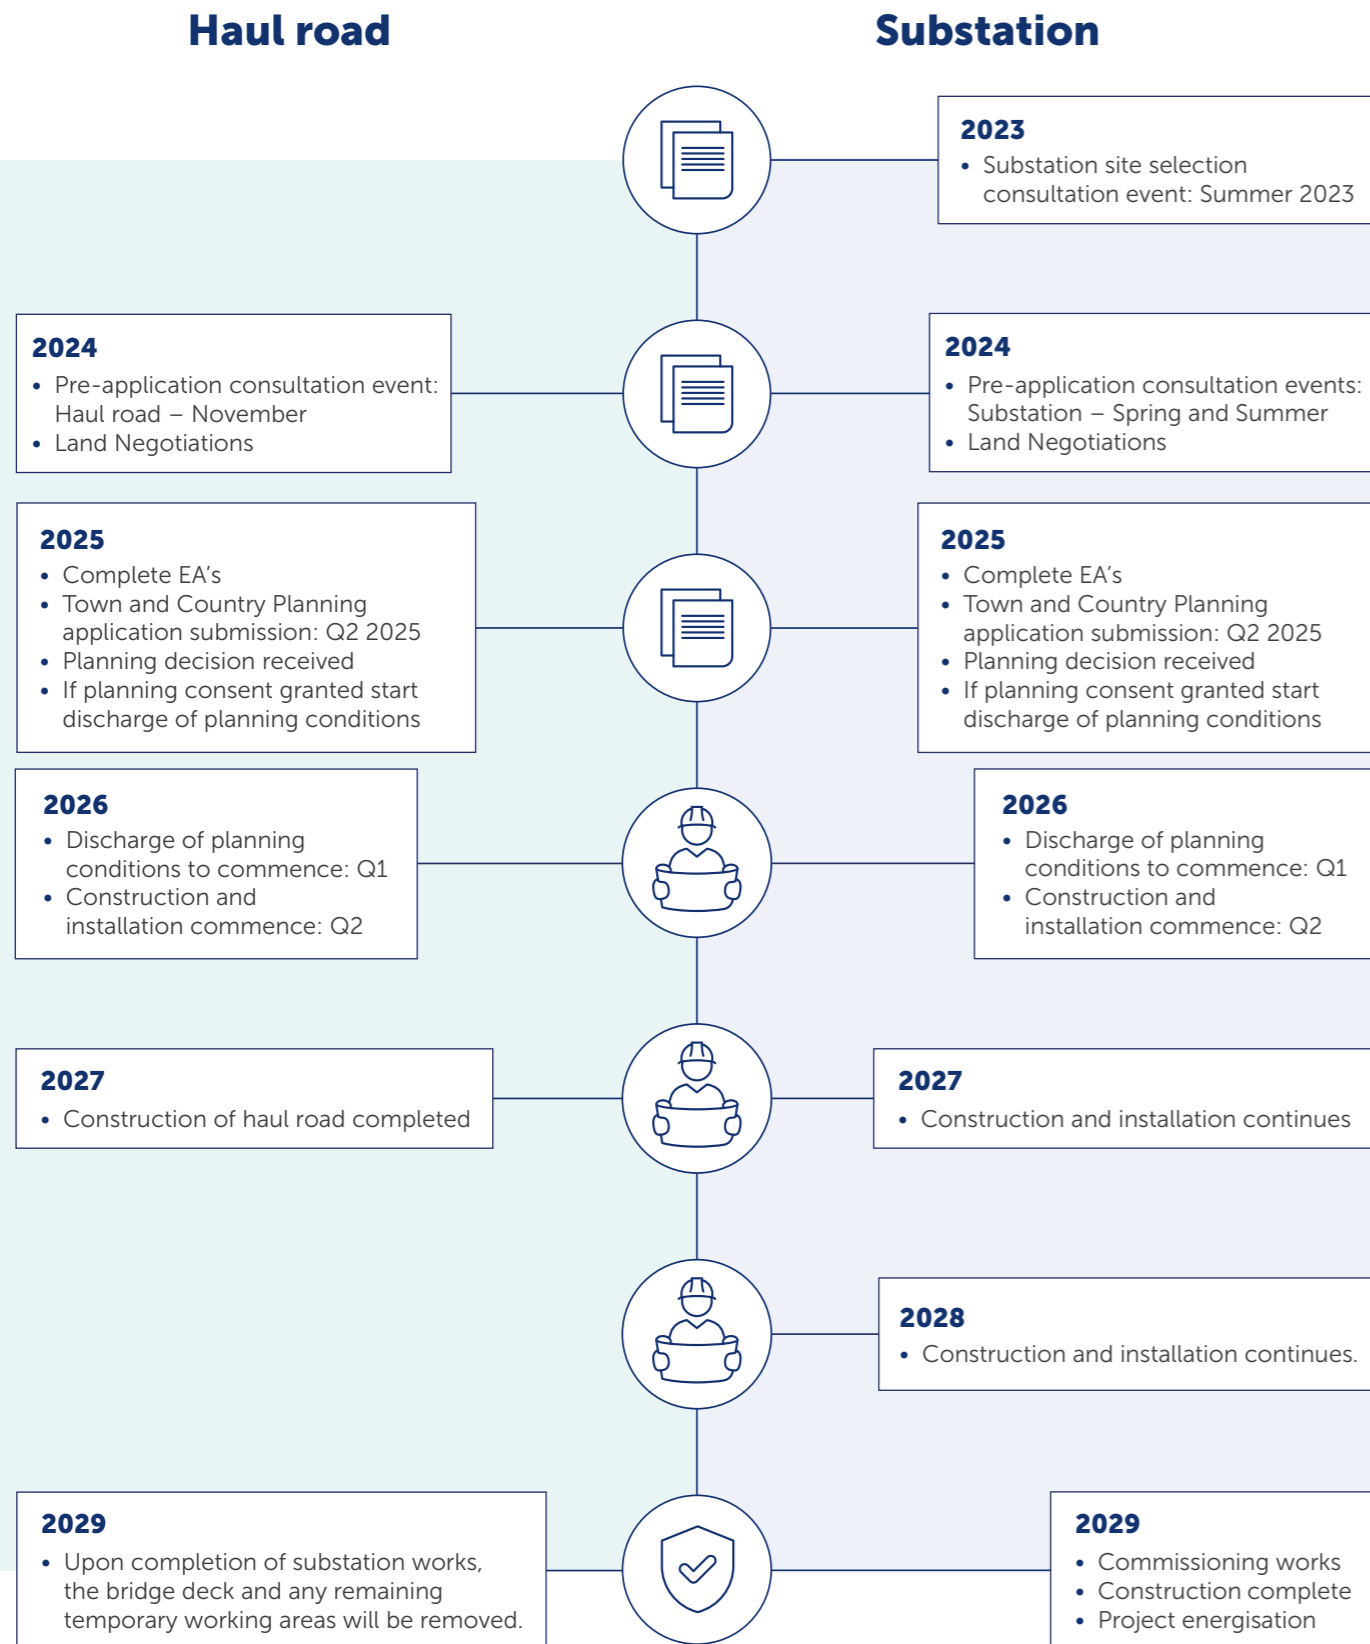 Haul road
Substation
2023
• Substation site selection
consultation event: Summer 2023
2024
• Pre-application consultation event:
Haul road – November
• Land Negotiations
2024
• Pre-application consultation events:
Substation – Spring and Summer
• Land Negotiations
2025
• Complete EA's
• Town and Country Planning
application submission: Q2 2025
• Planning decision received
• If planning consent granted start
discharge of planning conditions
2025
• Complete EA's
• Town and Country Planning
application submission: Q2 2025
• Planning decision received
• If planning consent granted start
discharge of planning conditions
2026
• Discharge of planning
conditions to commence: Q1
• Construction and
installation commence: Q2
2026
• Discharge of planning
conditions to commence: Q1
• Construction and
installation commence: Q2
2027
• Construction of haul road completed
2027
• Construction and installation continues
2028
• Construction and installation continues.
2029
• Upon completion of substation works,
the bridge deck and any remaining
temporary working areas will be removed.
2029
• Commissioning works
• Construction complete
• Project energisation